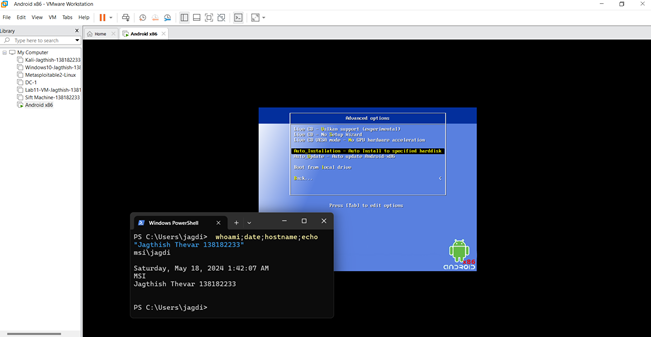 Android x86 - VMware Workstation
File Edit View VM Tabs Help
Library
Type here to search
Home
Android x86
My Computer
Kali-Jagthish-138182233
Windows10-Jagthish-138
Metasploitable2-Linux
DC-1
Lab11-VM-Jagthish-1381
Sift Machine-138182233
Android x86
Advanced options
Live CD - Vulkan support (experimental)
Live CD - No Setup Wizard
Live CD VESA mode - No GPU hardware acceleration
Auto_Installation - Auto Install to specified harddisk
Auto Update - Auto update Android x86
Boot from local drive
Back...
Press [Tab] to edit options
Windows PowerShell
PS C:\Users\jagdi> whoami;date;hostname;echo
"Jagthish Thevar 138182233"
msi\jagdi
Saturday, May 18, 2024 1:42:07 AM
MSI
Jagthish Thevar 138182233
PS C:\Users\jagdi>
ANDROID